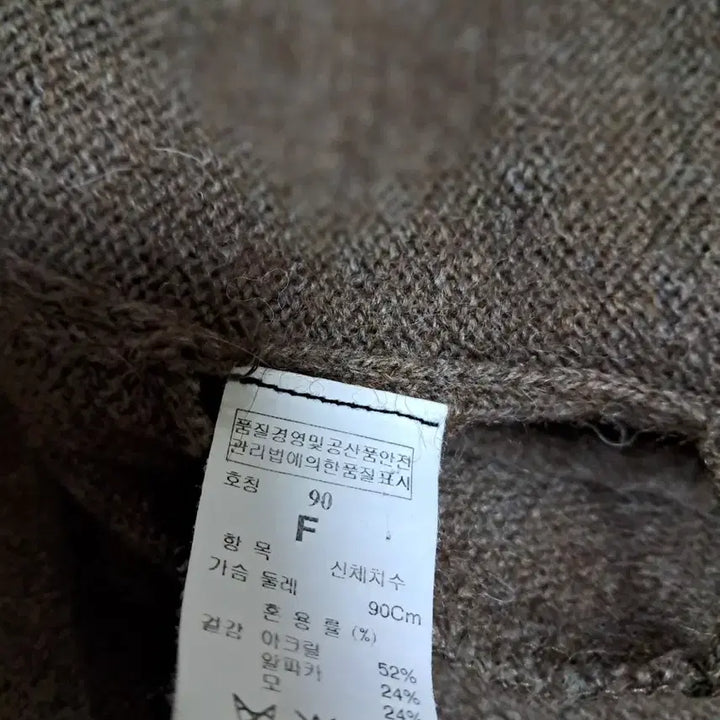 품질경영및공산품안전
관리법에의한품질표시
호칭 90
F
항 목 신체치수
가슴 둘레 90Cm
혼 용 률 (%)
겉감 아크릴 52%
알파카 24%
모 24%